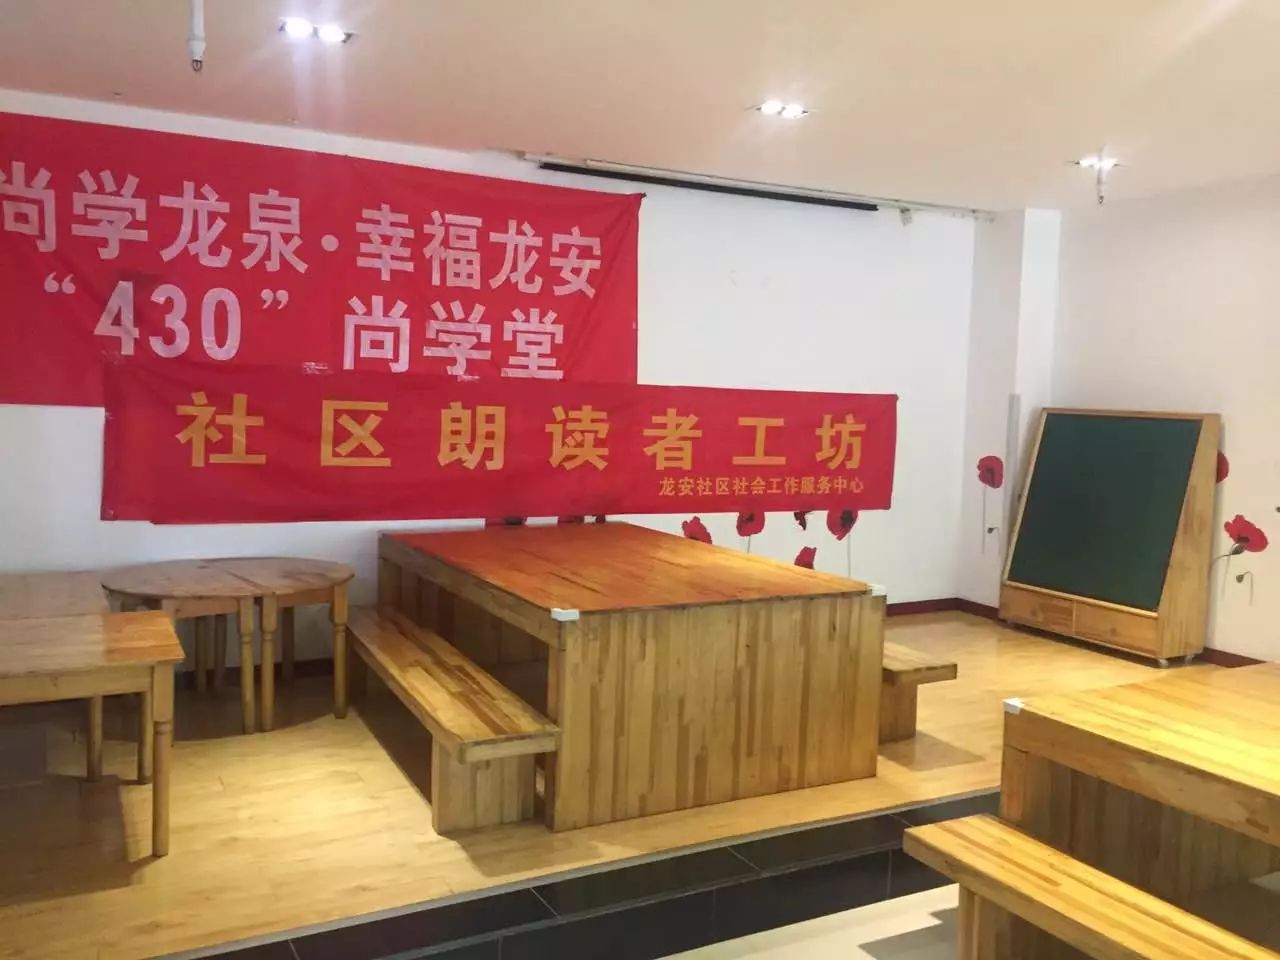 尚学龙泉·幸福龙安
“430”尚学堂
社区朗读者工坊
龙安社区社会工作服务中心